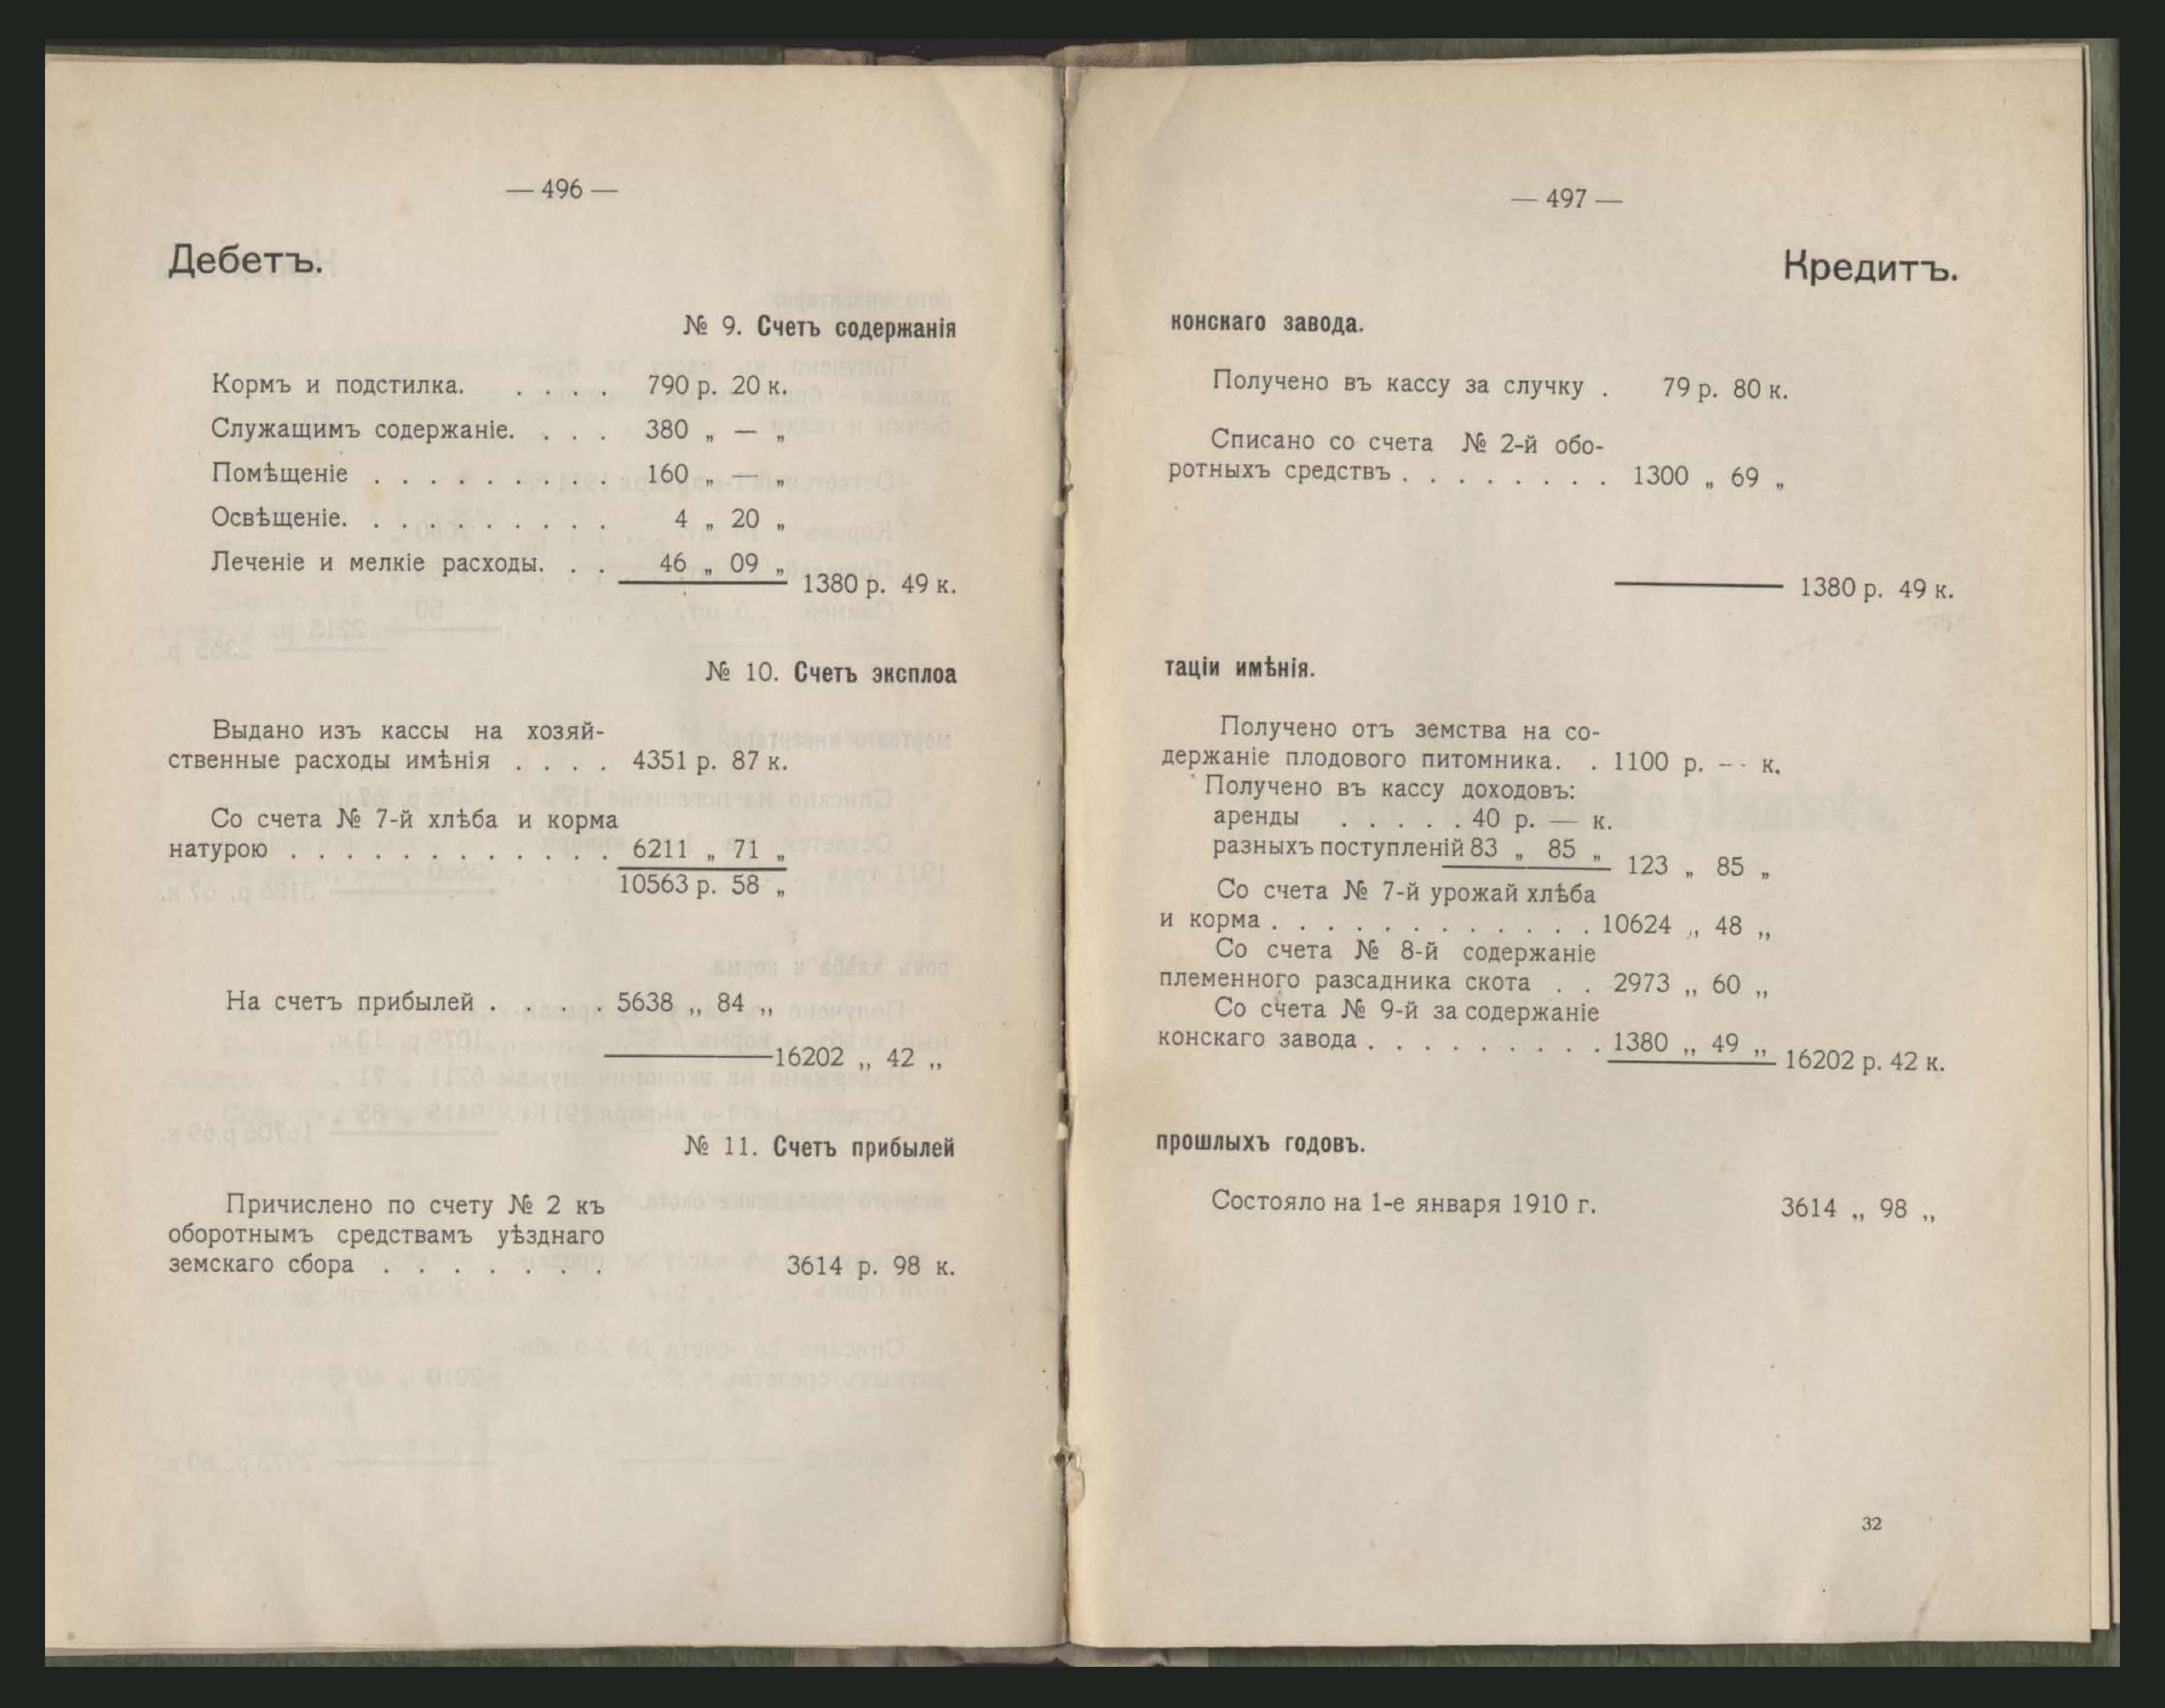 — 496 —
Дебетъ.
№ 9. Счетъ содержанія
Кормъ и подстилка. . . . . 790 р. 20 к.
Служащимъ содержаніе. . . . 380 „ — „
Помѣщеніе . . . . . . . . . 160 „ — „
Освѣщеніе. . . . . . . . . . 4 „ 20 „
Леченіе и мелкіе расходы. . . 46 „ 09 „
1380 р. 49 к.
№ 10. Счетъ эксплоа
Выдано изъ кассы на хозяй-
ственные расходы имѣнія . . . . 4351 р. 87 к.
Со счета № 7-й хлѣба и корма
натурою . . . . . . . . . . . . 6211 „ 71 „
10563 р. 58 „
На счетъ прибылей . . . . 5638 „ 84 „
16202 „ 42 „
№ 11. Счетъ прибылей
Причислено по счету № 2 къ
оборотнымъ средствамъ уѣзднаго
земскаго сбора . . . . . . . 3614 р. 98 к.
— 497 —
Кредитъ.
конскаго завода.
Получено въ кассу за случку . 79 р. 80 к.
Списано со счета № 2-й обо-
ротныхъ средствъ . . . . . . . . 1300 „ 69 „
1380 р. 49 к.
таціи имѣнія.
Получено отъ земства на со-
держаніе плодового питомника. . 1100 р. — к.
Получено въ кассу доходовъ:
аренды . . . . . 40 р. — к.
разныхъ поступленій 83 „ 85 „
123 „ 85 „
Со счета № 7-й урожай хлѣба
и корма . . . . . . . . . . . . 10624 „ 48 „
Со счета № 8-й содержаніе
племенного разсадника скота . . 2973 „ 60 „
Со счета № 9-й за содержаніе
конскаго завода . . . . . . . . . 1380 „ 49 „
16202 р. 42 к.
прошлыхъ годовъ.
Состояло на 1-е января 1910 г. 3614 „ 98 „
32